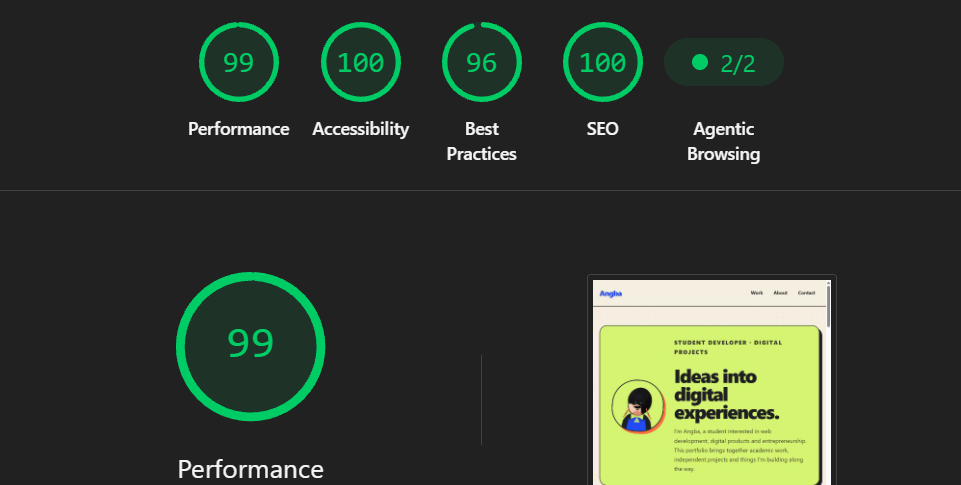 99
100
96
100
2/2
Performance
Accessibility
Best
Practices
SEO
Agentic
Browsing
99
Performance
Angba
Work
About
Contact
STUDENT DEVELOPER · DIGITAL
PROJECTS
Ideas into
digital
experiences.
I'm Angba, a student interested in web
development, digital products and entrepreneurship.
This portfolio brings together academic work,
independent projects and things I'm building along
the way.